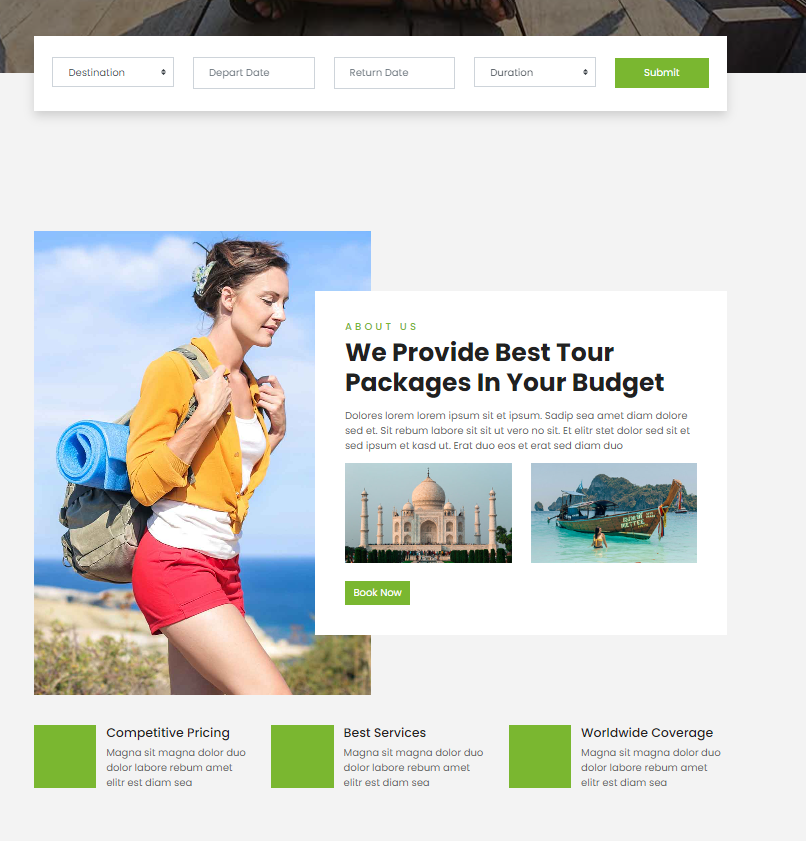 Destination
Depart Date
Return Date
Duration
Submit
ABOUT US
We Provide Best Tour
Packages In Your Budget
Dolores lorem lorem ipsum sit et ipsum. Sadip sea amet diam dolore
sed et. Sit rebum labore sit sit ut vero no sit. Et elitr stet dolor sed sit et
sed ipsum et kasd ut. Erat duo eos et erat sed diam duo
Book Now
Competitive Pricing
Magna sit magna dolor duo
dolor labore rebum amet
elitr est diam sea
Best Services
Magna sit magna dolor duo
dolor labore rebum amet
elitr est diam sea
Worldwide Coverage
Magna sit magna dolor duo
dolor labore rebum amet
elitr est diam sea